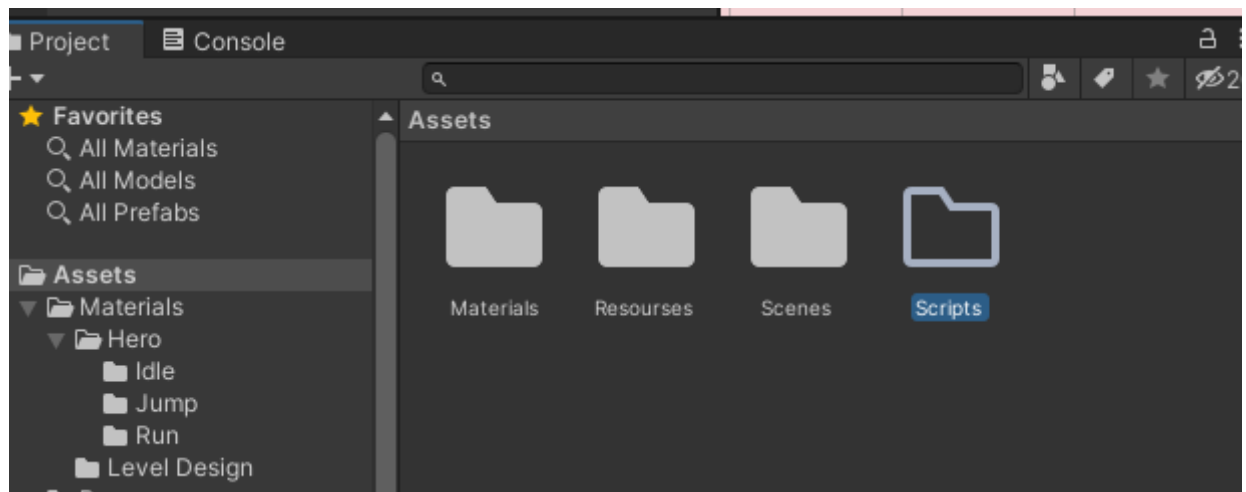 Project Console
2
Favorites
All Materials
All Models
All Prefabs
Assets
Materials
Hero
Idle
Jump
Run
Level Design
Assets
Materials Resourses Scenes Scripts